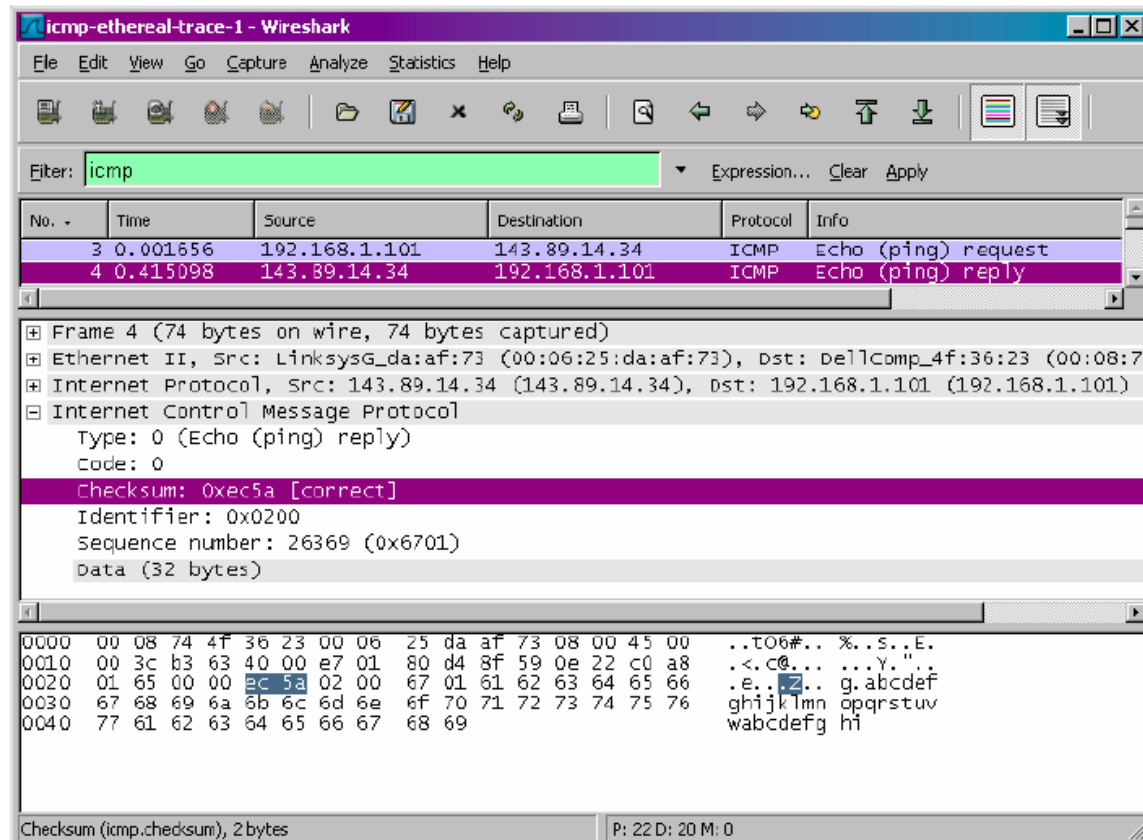 icmp-ethereal-trace-1 - Wireshark
File Edit View Go Capture Analyze Statistics Help
Filter: icmp Expression... Clear Apply
No. - Time Source Destination Protocol Info
3 0.001656 192.168.1.101 143.89.14.34 ICMP Echo (ping) request
4 0.415098 143.89.14.34 192.168.1.101 ICMP Echo (ping) reply
Frame 4 (74 bytes on wire, 74 bytes captured)
Ethernet II, Src: LinksysG_da:af:73 (00:06:25:da:af:73), Dst: DellComp_4f:36:23 (00:08:7
Internet Protocol, Src: 143.89.14.34 (143.89.14.34), Dst: 192.168.1.101 (192.168.1.101)
Internet Control Message Protocol
Type: 0 (Echo (ping) reply)
Code: 0
Checksum: 0xec5a [correct]
Identifier: 0x0200
Sequence number: 26369 (0x6701)
Data (32 bytes)
0000 00 08 74 4f 36 23 00 06 25 da af 73 08 00 45 00 ..tO6#.. %..s..E.
0010 00 3c b3 63 40 00 e7 01 80 d4 8f 59 0e 22 c0 a8 .<.c@... ...Y."..
0020 01 65 00 00 ec 5a 02 00 67 01 61 62 63 64 65 66 .e...Z.. g.abcdef
0030 67 68 69 6a 6b 6c 6d 6e 6f 70 71 72 73 74 75 76 ghijklmn opqrstuv
0040 77 61 62 63 64 65 66 67 68 69 wabcdefg hi
Checksum (icmp.checksum), 2 bytes P: 22 D: 20 M: 0